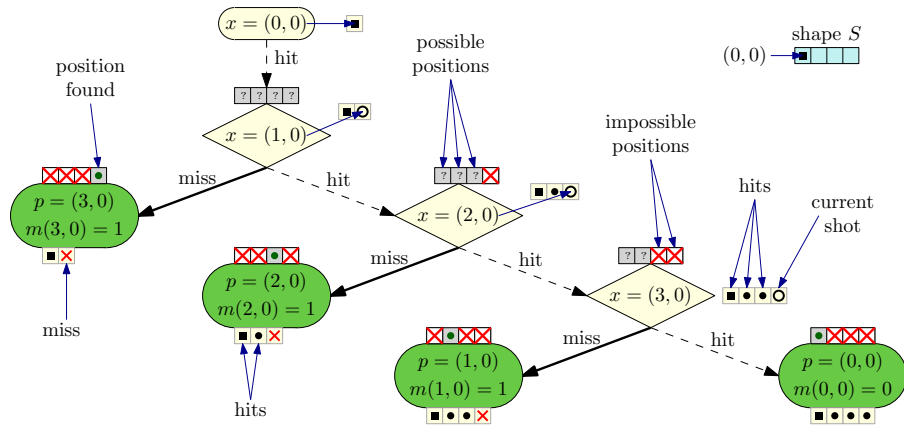 x = (0, 0)
hit
shape S
(0, 0)
possible
positions
position
found
? ? ? ?
x = (1, 0)
impossible
positions
miss
hit
? ? ?
x = (2, 0)
hits
current
shot
p = (3, 0)
m(3, 0) = 1
miss
miss
hit
? ?
x = (3, 0)
p = (2, 0)
m(2, 0) = 1
hits
miss
hit
p = (1, 0)
m(1, 0) = 1
p = (0, 0)
m(0, 0) = 0